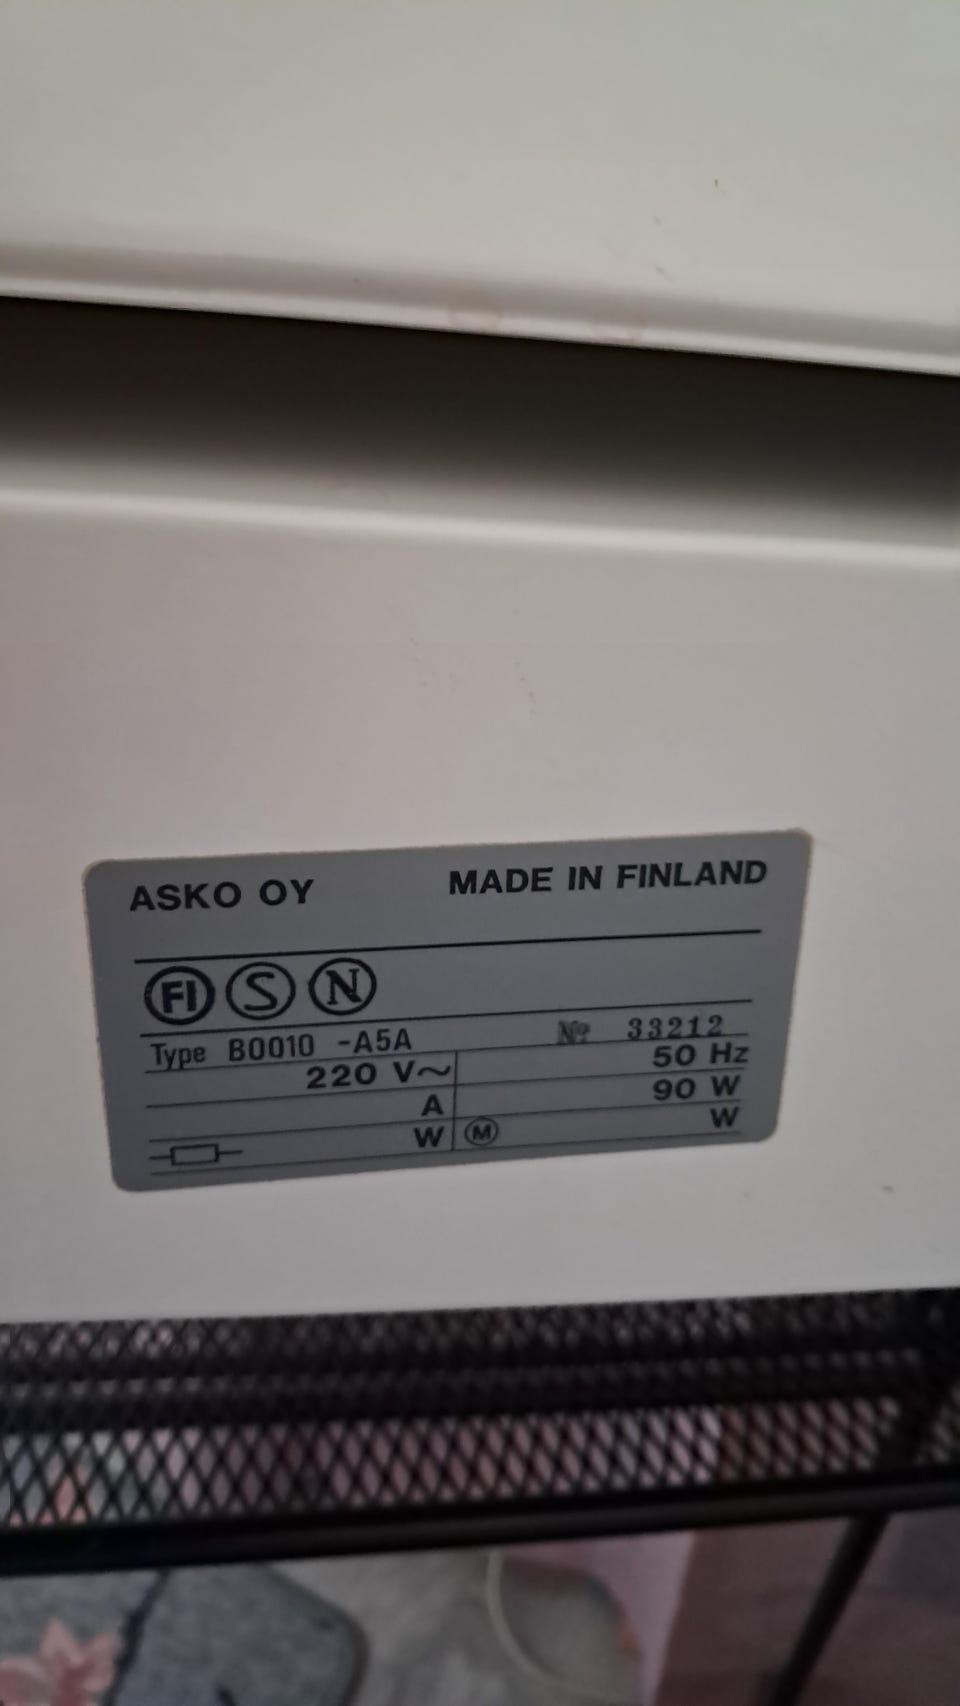 ASKO OY MADE IN FINLAND
FI S N
Type B0010 -A5A № 33212
220 V~ 50 Hz
A 90 W
W M W